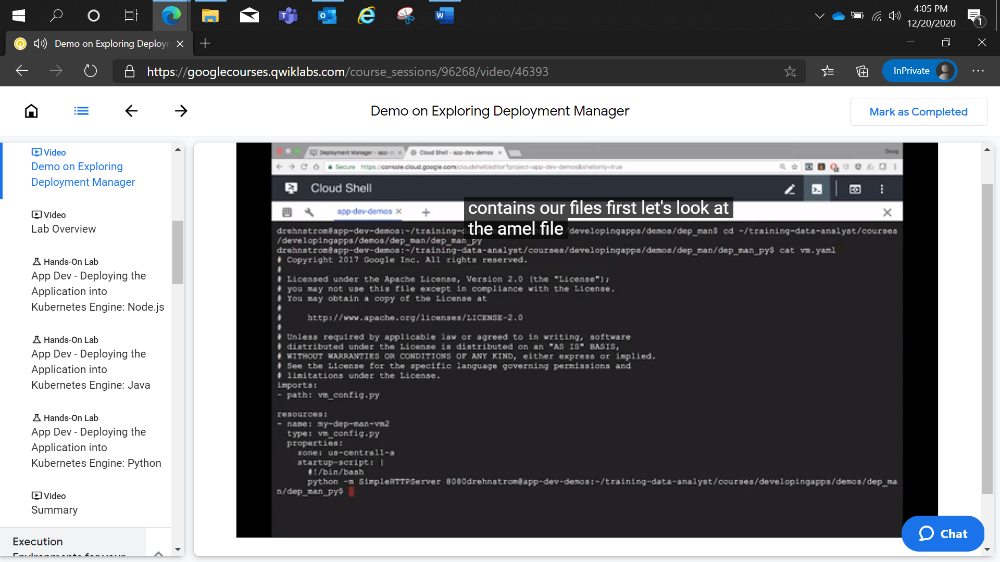 4:05 PM
12/20/2020
1
Demo on Exploring Deployr
https://googlecourses.qwiklabs.com/course_sessions/96268/video/46393
InPrivate
Demo on Exploring Deployment Manager
Mark as Completed
Video
Demo on Exploring
Deployment Manager
Video
Lab Overview
Hands-On Lab
App Dev - Deploying the
Application into
Kubernetes Engine: Node.js
Hands-On Lab
App Dev - Deploying the
Application into
Kubernetes Engine: Java
Hands-On Lab
App Dev - Deploying the
Application into
Kubernetes Engine: Python
Video
Summary
Execution
Environments for your
Deployment Manager - app-d
Cloud Shell - app-dev-demos
Doug
Secure https://console.cloud.google.com/cloudshell/editor?project=app-dev-demos&shellonly=true
Cloud Shell
app-dev-demos
contains our files first let's look at
the amel file
drehnstrom@app-dev-demos:~/training- /developingapps/demos/dep_man$ cd ~/training-data-analyst/courses
/developingapps/demos/dep_man/dep_man_py
drehnstrom@app-dev-demos:~/training-data-analyst/courses/developingapps/demos/dep_man/dep_man_py$ cat vm.yaml
# Copyright 2017 Google Inc. All rights reserved.
#
# Licensed under the Apache License, Version 2.0 (the "License");
# you may not use this file except in compliance with the License.
# You may obtain a copy of the License at
#
#     http://www.apache.org/licenses/LICENSE-2.0
#
# Unless required by applicable law or agreed to in writing, software
# distributed under the License is distributed on an "AS IS" BASIS,
# WITHOUT WARRANTIES OR CONDITIONS OF ANY KIND, either express or implied.
# See the License for the specific language governing permissions and
# limitations under the License.
imports:
- path: vm_config.py
resources:
- name: my-dep-man-vm2
  type: vm_config.py
  properties:
    zone: us-central1-a
    startup-script: |
      #!/bin/bash
      python -m SimpleHTTPServer 8080drehnstrom@app-dev-demos:~/training-data-analyst/courses/developingapps/demos/dep_ma
n/dep_man_py$
Chat